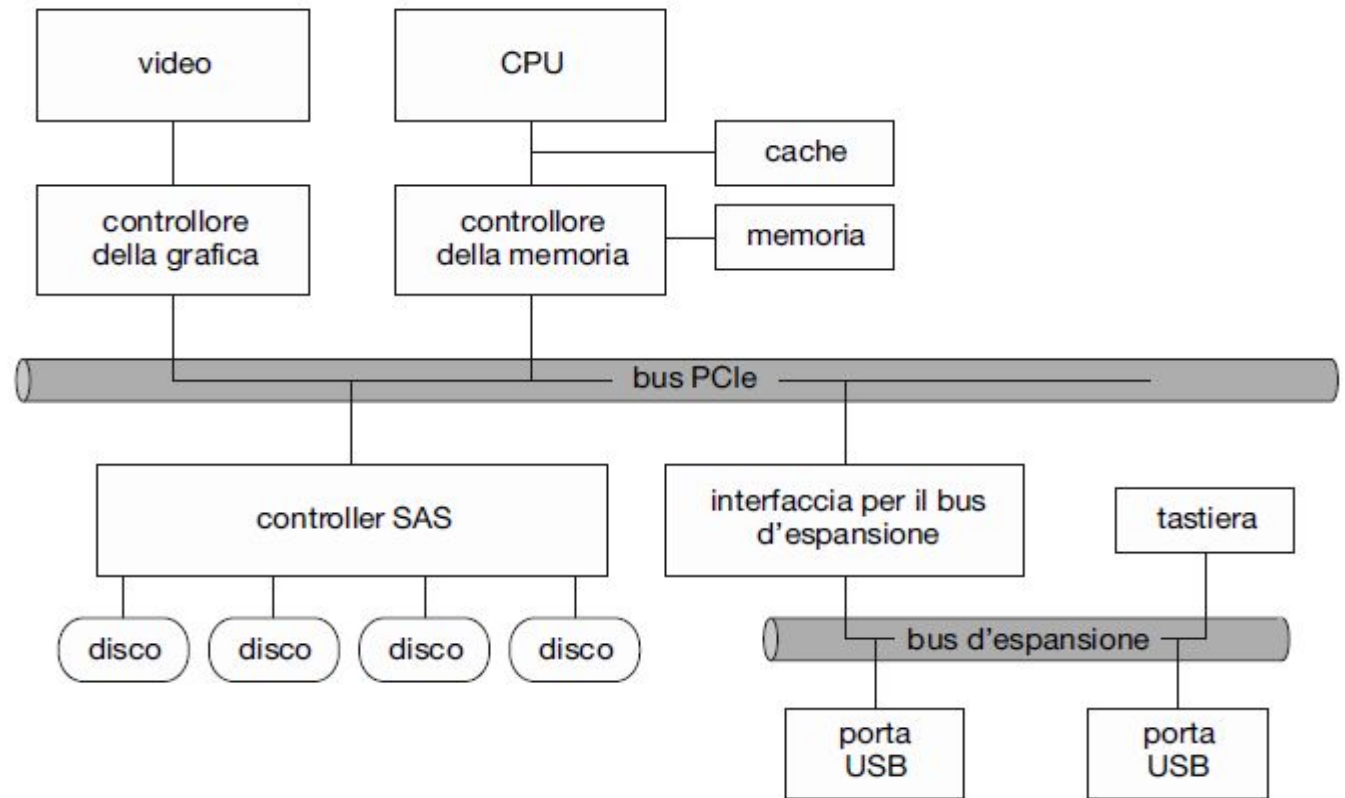 video
CPU
cache
controllore
della grafica
controllore
della memoria
memoria
bus PCIe
controller SAS
interfaccia per il bus
d'espansione
tastiera
disco
disco
disco
disco
bus d'espansione
porta
USB
porta
USB